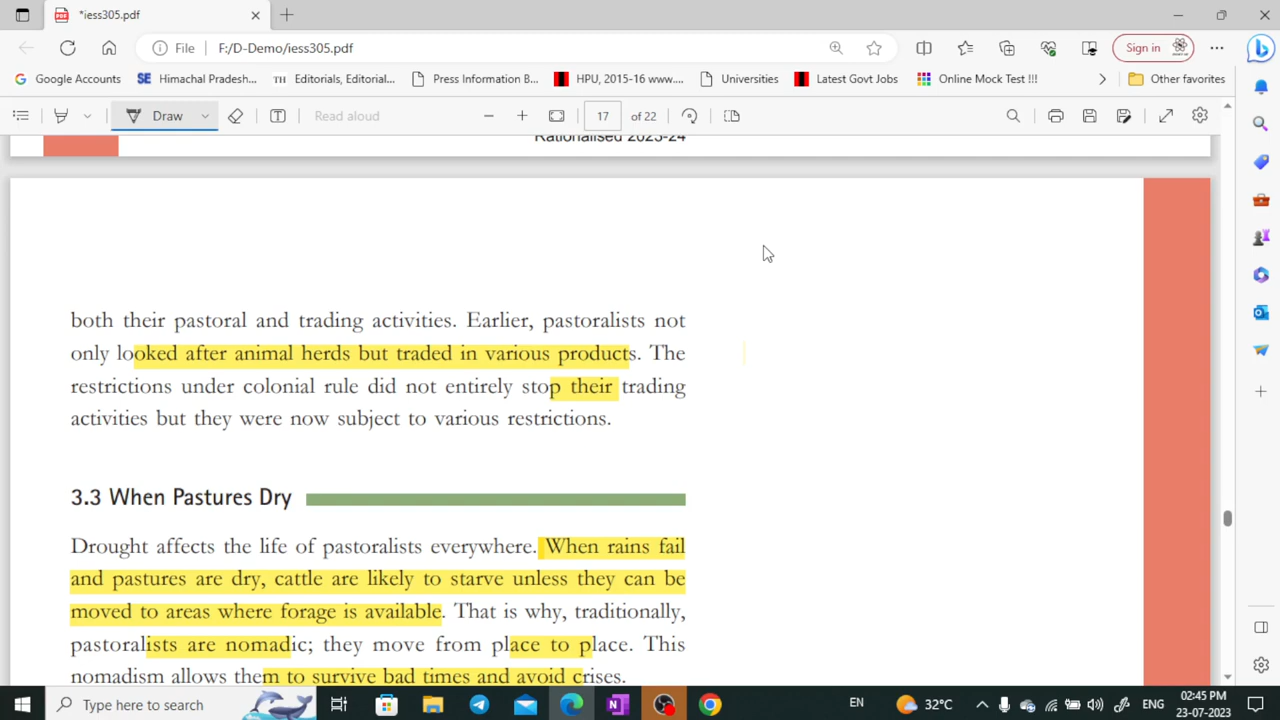 *iess305.pdf
File F:/D-Demo/iess305.pdf Sign in
Google Accounts SE Himachal Pradesh... TH Editorials, Editorial... Press Information B... HPU, 2015-16 www.... Universities Latest Govt Jobs Online Mock Test !!! Other favorites
Draw Read aloud 17 of 22
Rationalised 2023-24
both their pastoral and trading activities. Earlier, pastoralists not
only looked after animal herds but traded in various products. The
restrictions under colonial rule did not entirely stop their trading
activities but they were now subject to various restrictions.
3.3 When Pastures Dry
Drought affects the life of pastoralists everywhere. When rains fail
and pastures are dry, cattle are likely to starve unless they can be
moved to areas where forage is available. That is why, traditionally,
pastoralists are nomadic; they move from place to place. This
nomadism allows them to survive bad times and avoid crises.
Type here to search EN 32°C ENG 02:45 PM
23-07-2023